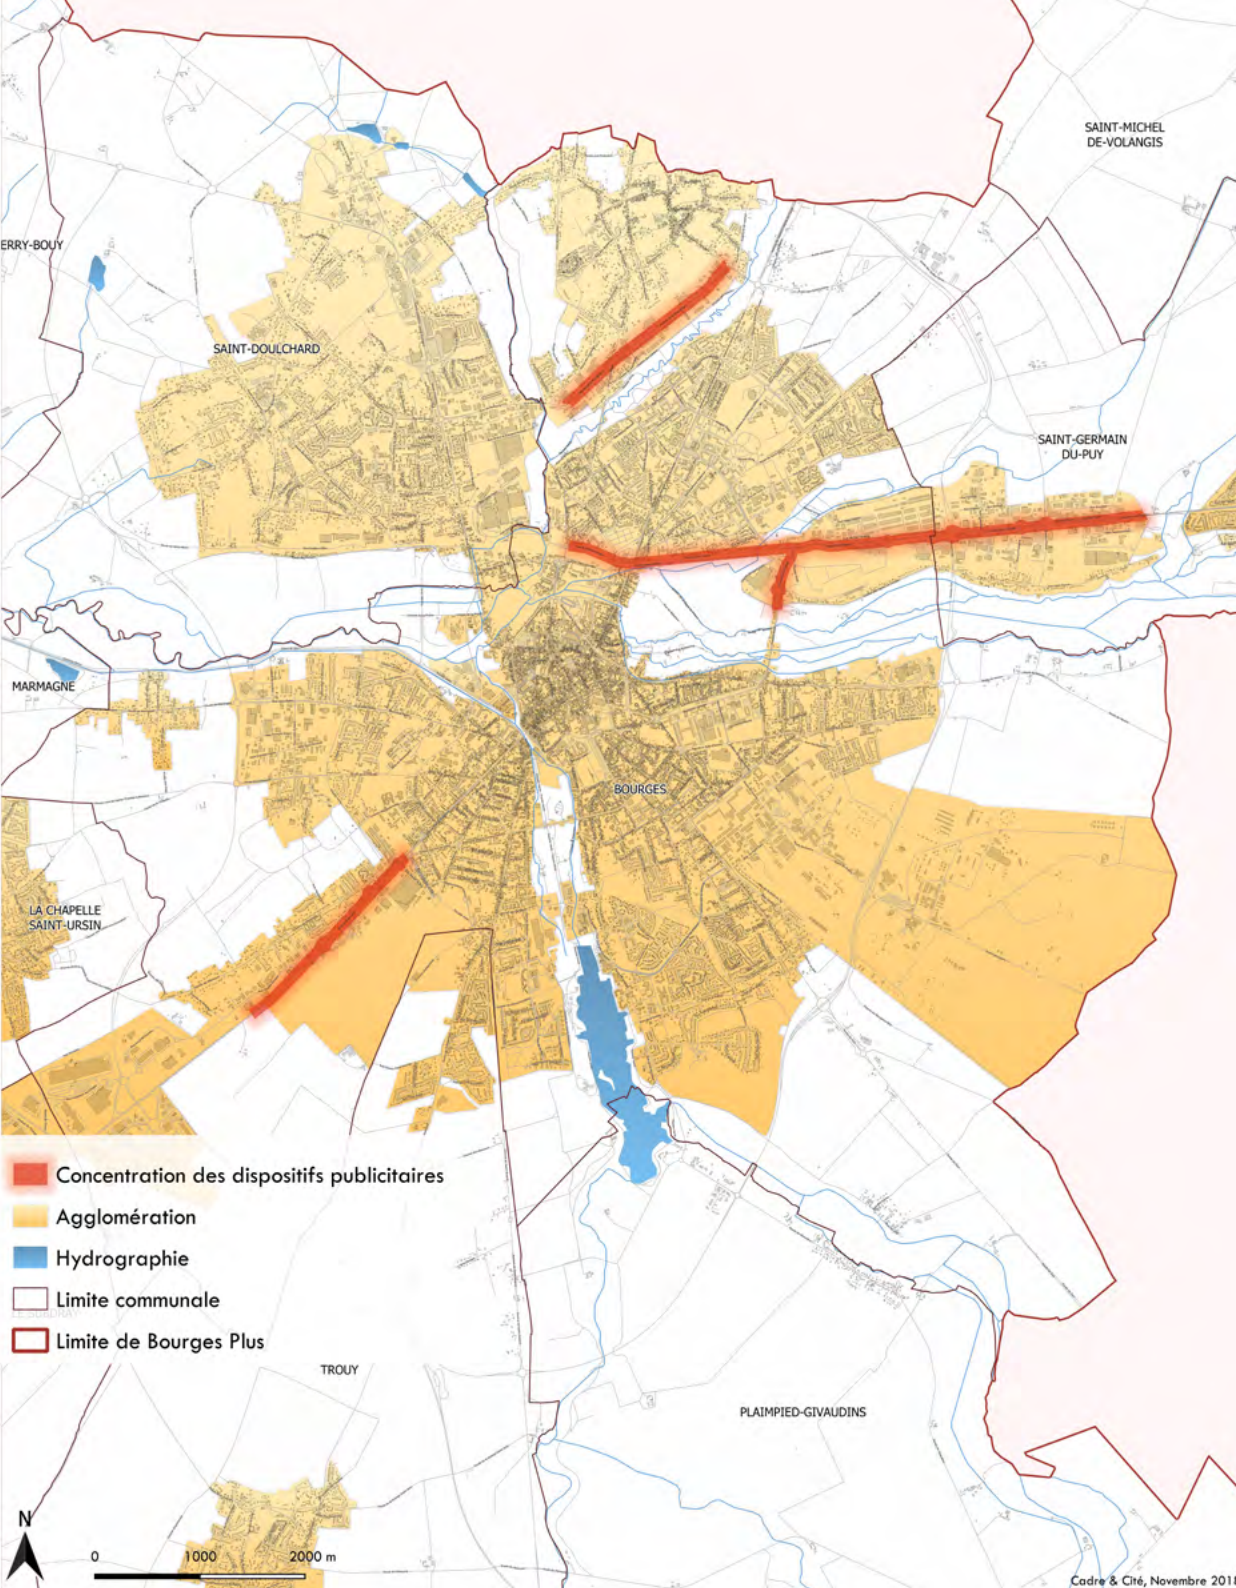 SAINT-MICHEL
DE-VOLANGIS
ERRY-BOUY
SAINT-DOULCHARD
SAINT-GERMAIN
DU-PUY
MARMAGNE
BOURGES
LA CHAPELLE
SAINT-URSIN
Concentration des dispositifs publicitaires
Agglomération
Hydrographie
Limite communale
Limite de Bourges Plus
TROUY
PLAIMPIED-GIVAUDINS
N
0 1000 2000 m
Cadre & Cité, Novembre 2018